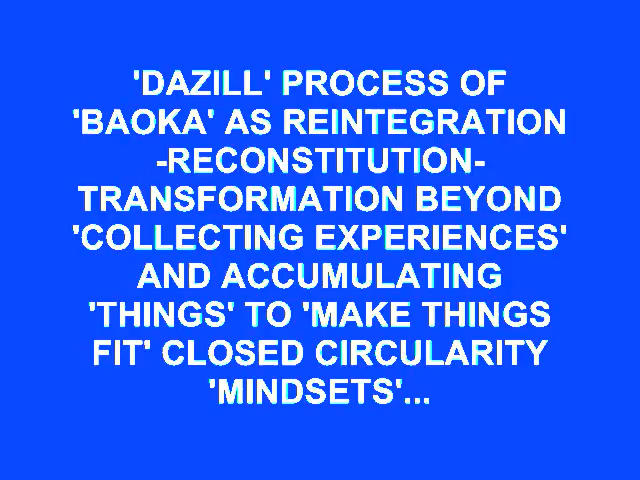 'DAZILL' PROCESS OF
'BAOKA' AS REINTEGRATION
-RECONSTITUTION-
TRANSFORMATION BEYOND
'COLLECTING EXPERIENCES'
AND ACCUMULATING
'THINGS' TO 'MAKE THINGS
FIT' CLOSED CIRCULARITY
'MINDSETS'...